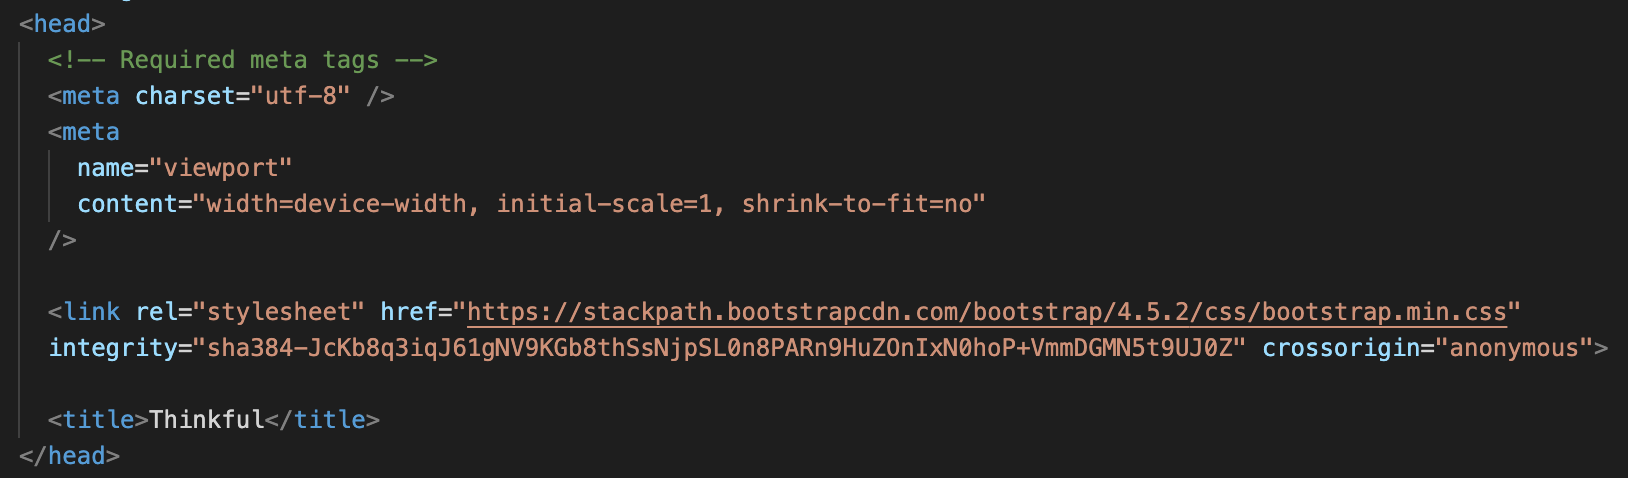 <head>
<!-- Required meta tags -->
<meta charset="utf-8" />
<meta
name="viewport"
content="width=device-width, initial-scale=1, shrink-to-fit=no"
/>
<link rel="stylesheet" href="https://stackpath.bootstrapcdn.com/bootstrap/4.5.2/css/bootstrap.min.css"
integrity="sha384-JcKb8q3iqJ61gNV9KGb8thSsNjpSL0n8PARn9HuZOnIxN0hoP+VmmDGMN5t9UJ0Z" crossorigin="anonymous">
<title>Thinkful</title>
</head>